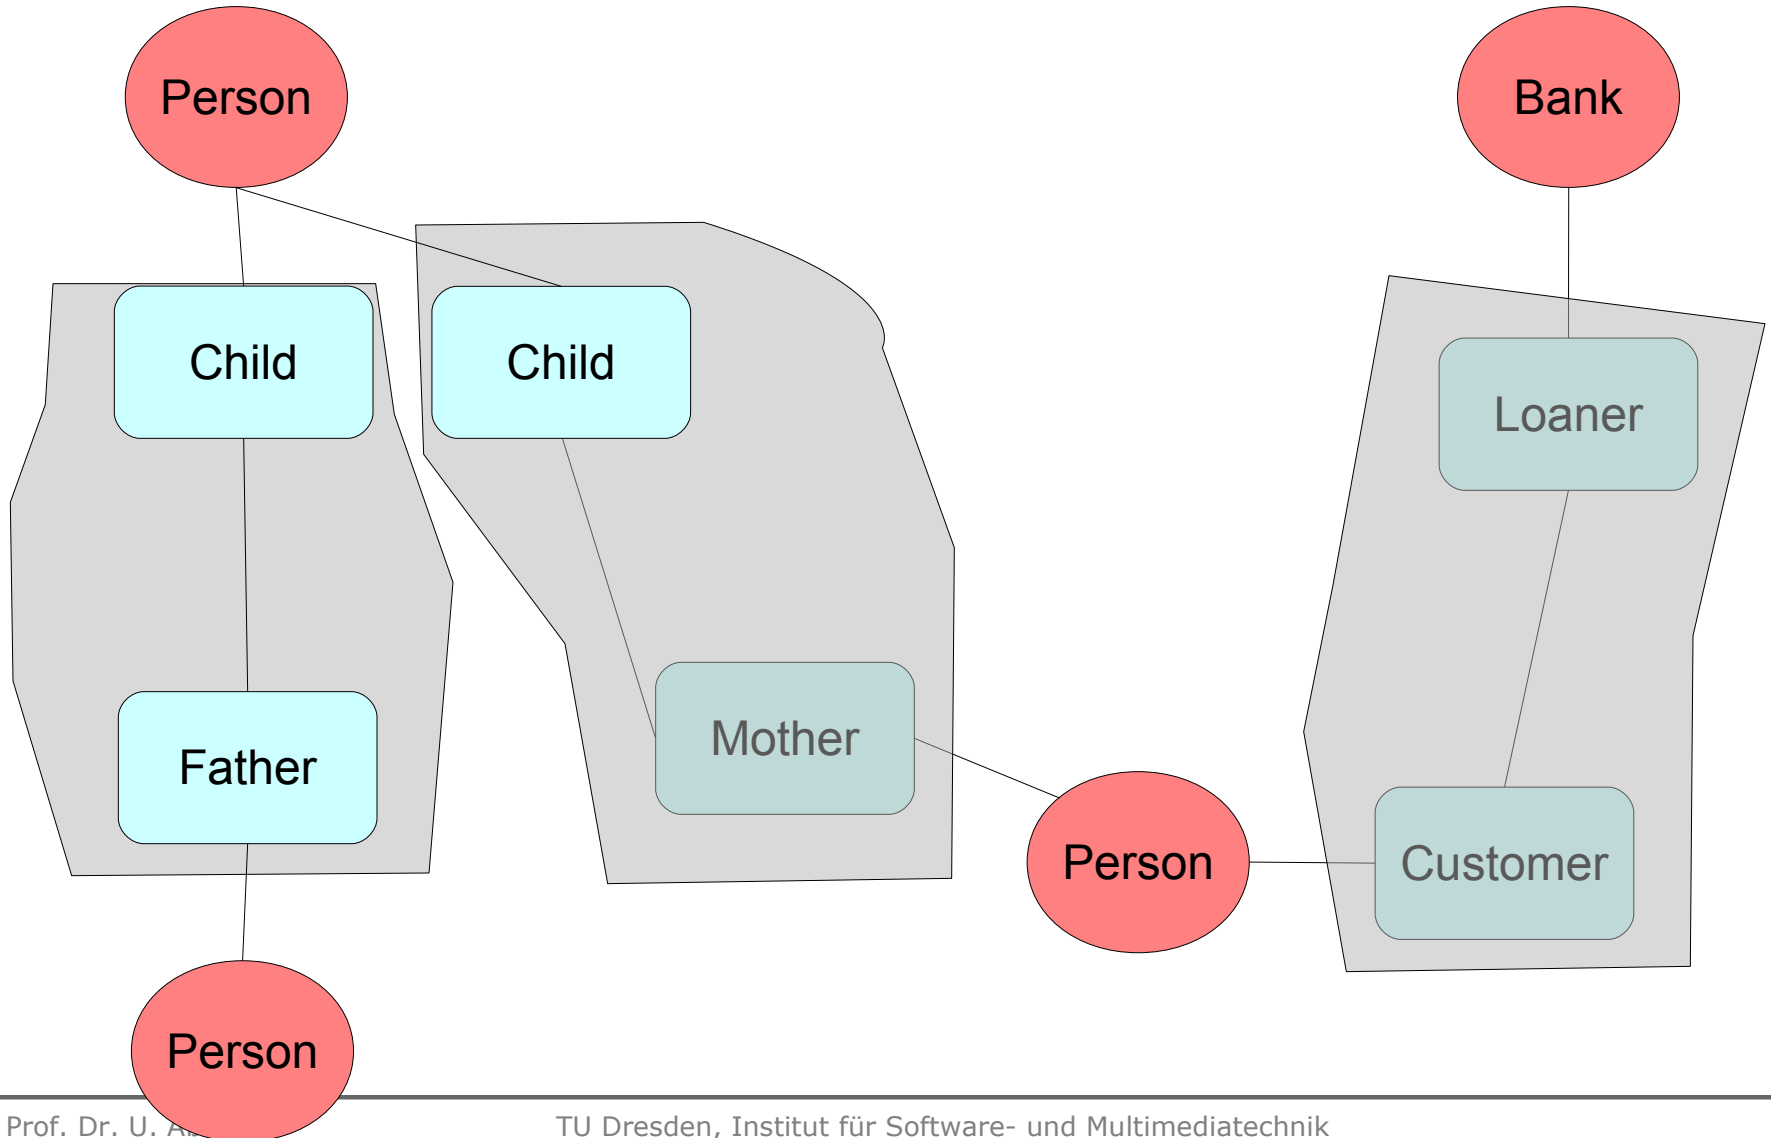 Person
Bank
Child
Child
Loaner
Mother
Father
Customer
Person
Person
Prof. Dr. U.
TU Dresden, Institut für Software- und Multimediatechnik